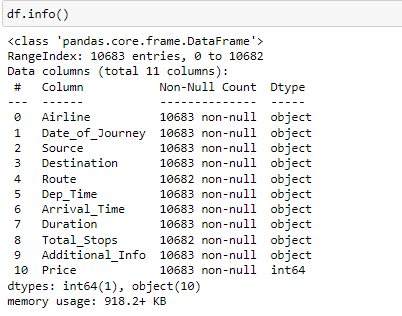 df.info()
<class 'pandas.core.frame.DataFrame'>
RangeIndex: 10683 entries, 0 to 10682
Data columns (total 11 columns):
 #   Column           Non-Null Count  Dtype
---  ------           --------------  -----
 0   Airline          10683 non-null  object
 1   Date_of_Journey  10683 non-null  object
 2   Source           10683 non-null  object
 3   Destination      10683 non-null  object
 4   Route            10682 non-null  object
 5   Dep_Time         10683 non-null  object
 6   Arrival_Time     10683 non-null  object
 7   Duration         10683 non-null  object
 8   Total_Stops      10682 non-null  object
 9   Additional_Info  10683 non-null  object
 10  Price            10683 non-null  int64
dtypes: int64(1), object(10)
memory usage: 918.2+ KB